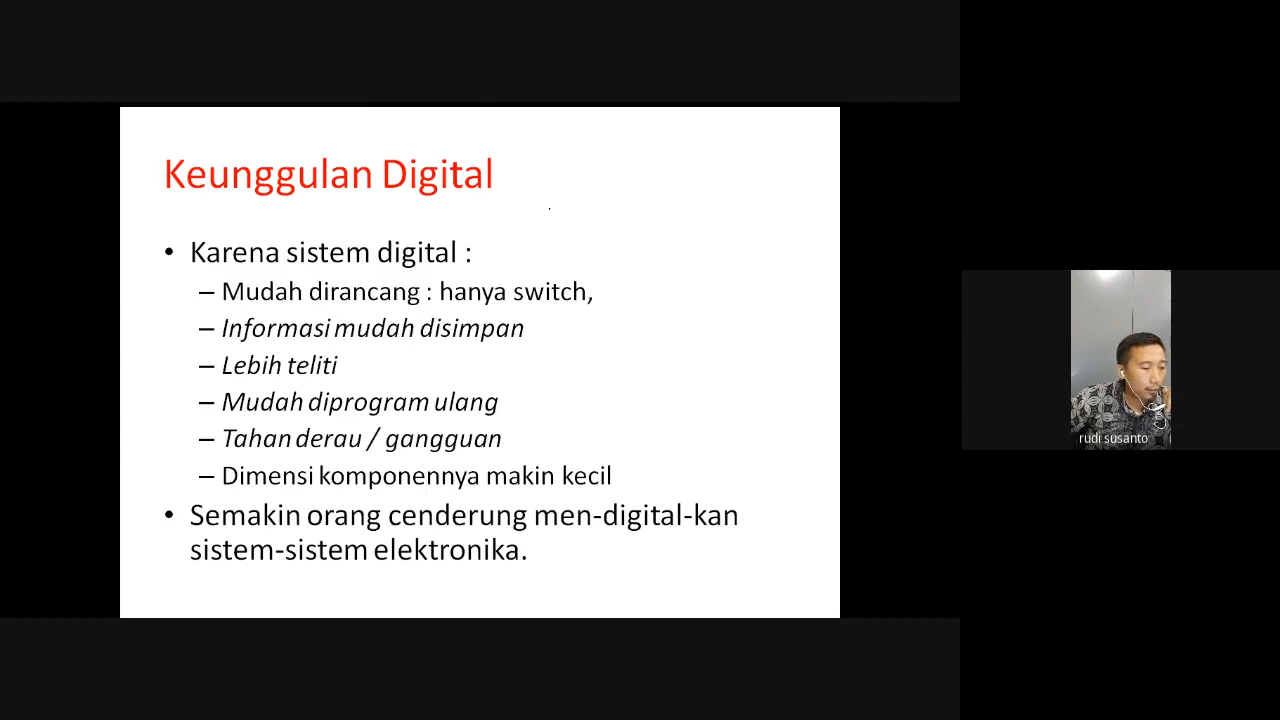 Keunggulan Digital
• Karena sistem digital :
– Mudah dirancang : hanya switch,
– Informasi mudah disimpan
– Lebih teliti
– Mudah diprogram ulang
– Tahan derau / gangguan
– Dimensi komponennya makin kecil
• Semakin orang cenderung men-digital-kan
sistem-sistem elektronika.
rudi susanto